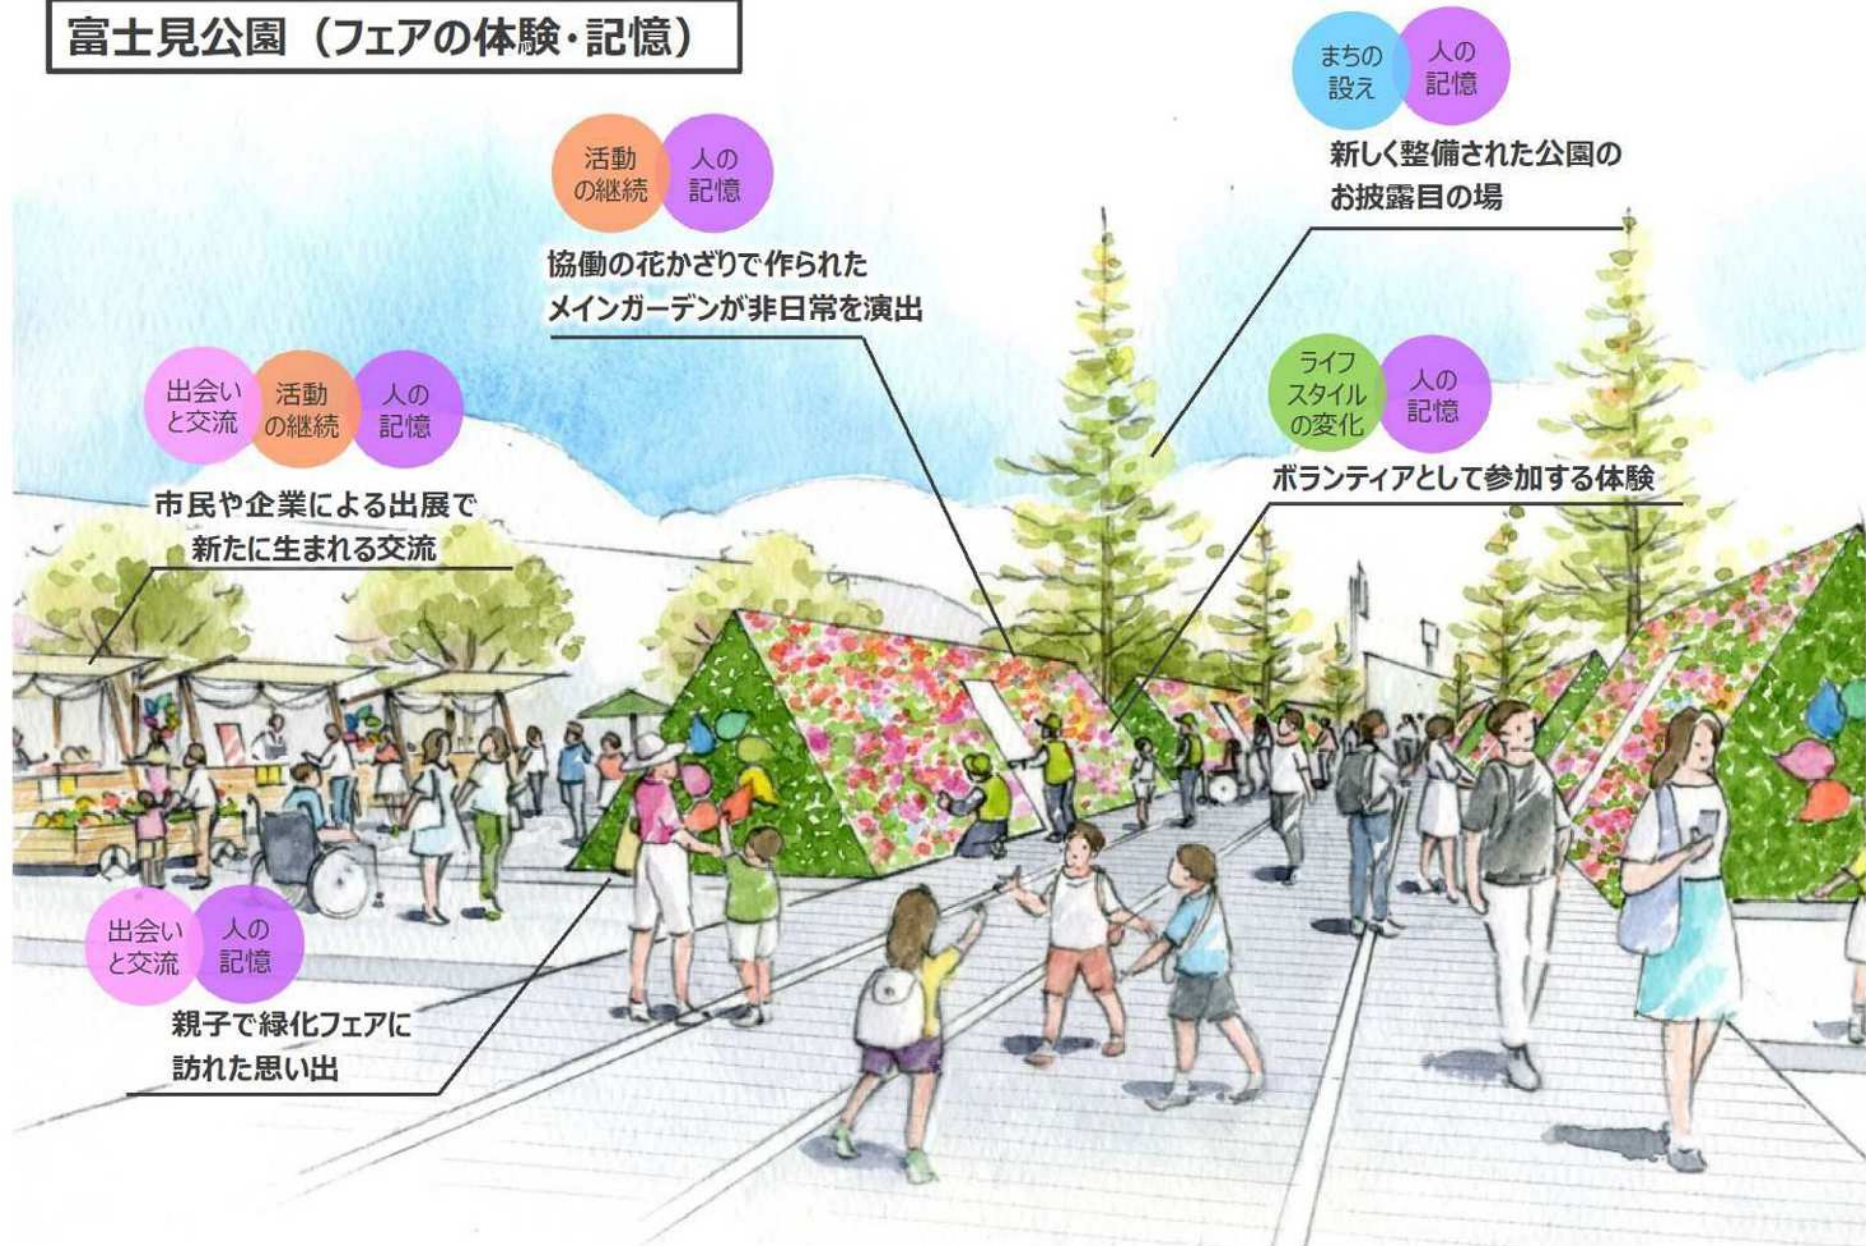 富士見公園（フェアの体験・記憶）
まちの
設え
人の
記憶
新しく整備された公園の
お披露目の場
活動
の継続
人の
記憶
協働の花かざりで作られた
メインガーデンが非日常を演出
ライフ
スタイル
の変化
人の
記憶
ボランティアとして参加する体験
出会い
と交流
活動
の継続
人の
記憶
市民や企業による出展で
新たに生まれる交流
出会い
と交流
人の
記憶
親子で緑化フェアに
訪れた思い出